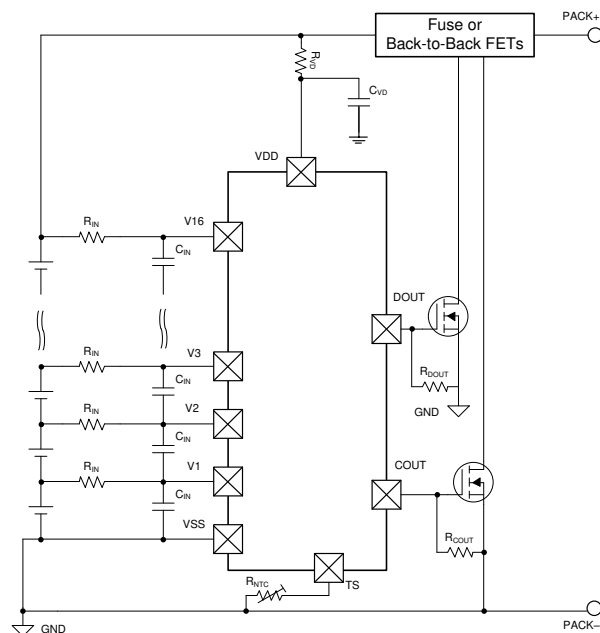 PACK+
Fuse or
Back-to-Back FETs
RVD
CVD
VDD
RIN
V16
CIN
DOUT
RIN
V3
CIN
RDOUT
RIN
V2
GND
CIN
RIN
V1
COUT
CIN
VSS
RCOUT
RNTC
TS
GND
PACK–